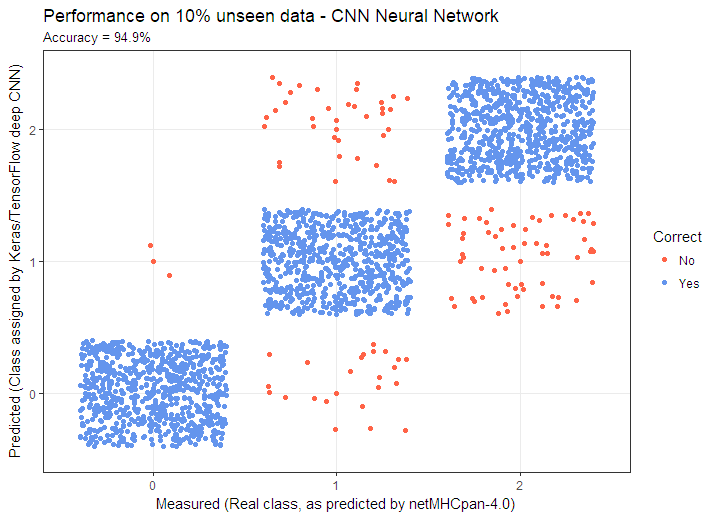 Performance on 10% unseen data - CNN Neural Network
Accuracy = 94.9%
Predicted (Class assigned by Keras/TensorFlow deep CNN)
2
1
0
0
1
2
Measured (Real class, as predicted by netMHCpan-4.0)
Correct
No
Yes